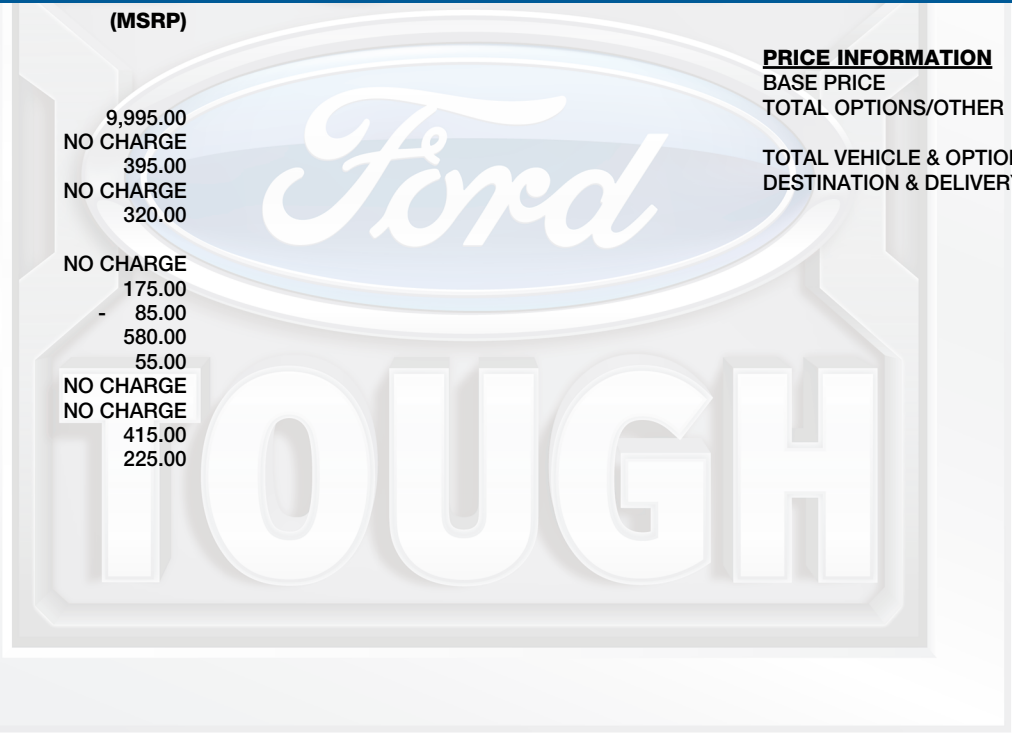 (MSRP)
9,995.00
NO CHARGE
395.00
NO CHARGE
320.00
NO CHARGE
175.00
- 85.00
580.00
55.00
NO CHARGE
NO CHARGE
415.00
225.00
PRICE INFORMATION
BASE PRICE
TOTAL OPTIONS/OTHER
TOTAL VEHICLE & OPTION
DESTINATION & DELIVERY
Ford
TOUGH